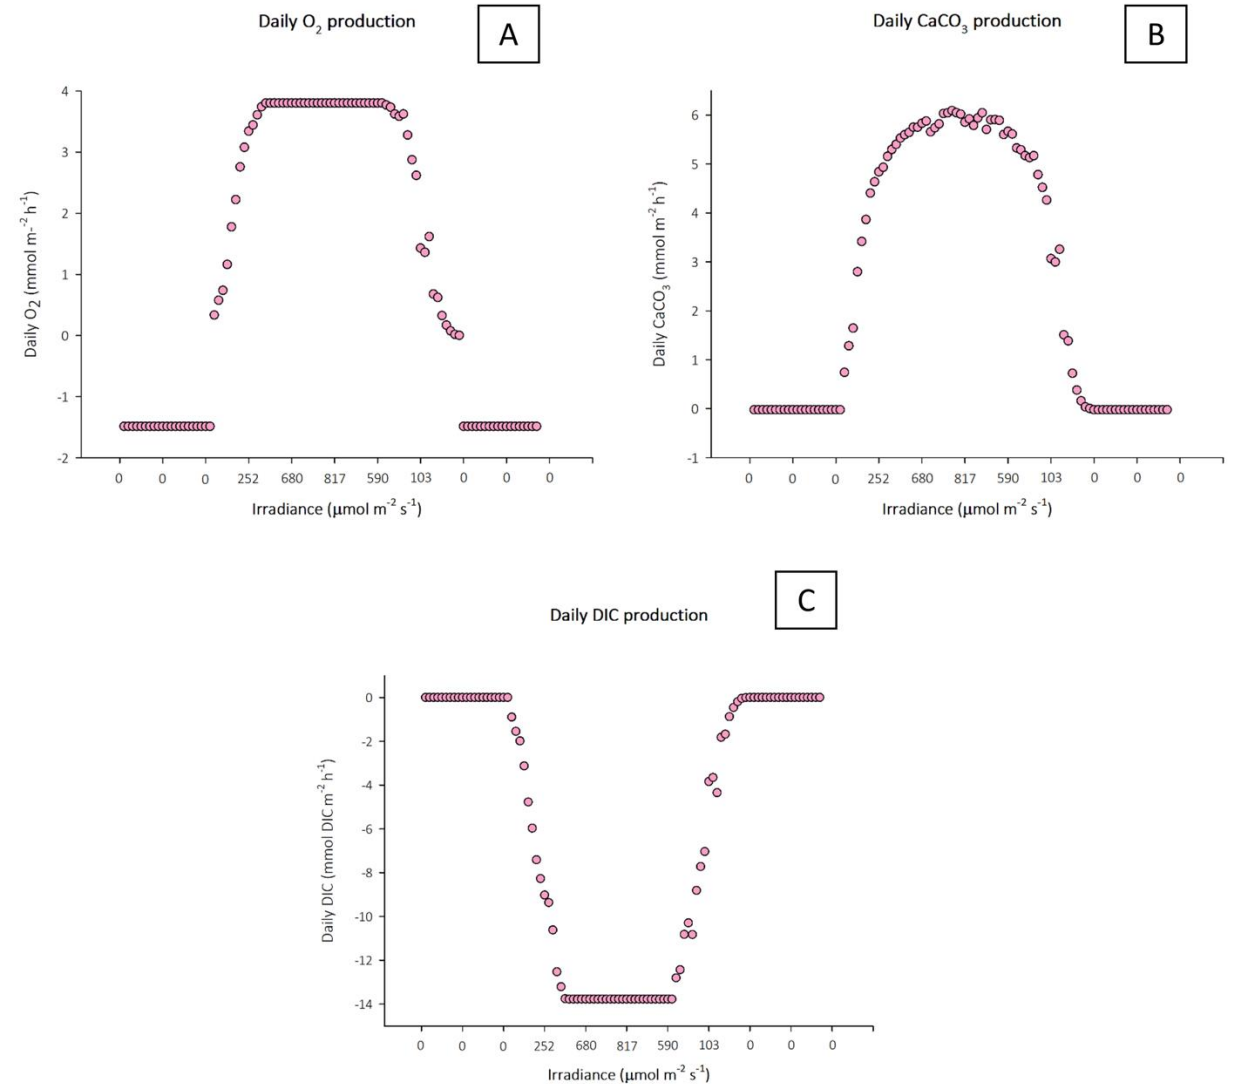 Daily O2 production
A
Daily O2 (mmol m-⁻² h⁻¹)
4
3
2
1
0
-1
-2
0 0 0 252 680 817 590 103 0 0 0
Irradiance (μmol m⁻² s⁻¹)
Daily CaCO3 production
B
Daily CaCO3 (mmol m⁻² h⁻¹)
6
5
4
3
2
1
0
-1
0 0 0 252 680 817 590 103 0 0 0
Irradiance (μmol m⁻² s⁻¹)
Daily DIC production
C
Daily DIC (mmol DIC m⁻² h⁻¹)
0
-2
-4
-6
-8
-10
-12
-14
0 0 0 252 680 817 590 103 0 0 0
Irradiance (μmol m⁻² s⁻¹)